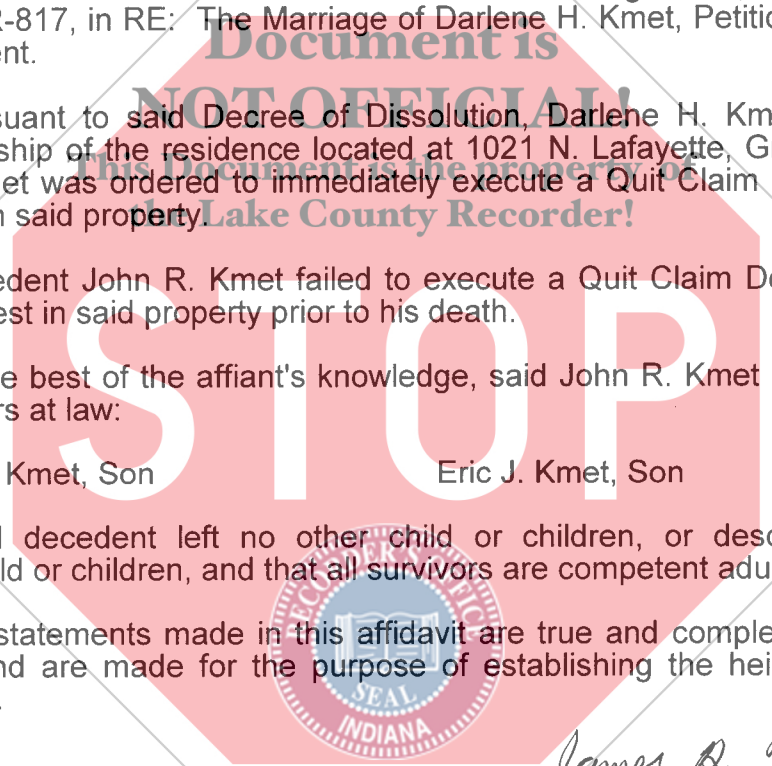 R-817, in RE: The Marriage of Darlene H. Kmet, Petitio
ent.
Document is
NOT OFFICIAL!
This Document is the property of
the Lake County Recorder!
suant to said Decree of Dissolution, Darlene H. Km
ship of the residence located at 1021 N. Lafayette, G
et was ordered to immediately execute a Quit Claim
n said property.
edent John R. Kmet failed to execute a Quit Claim De
est in said property prior to his death.
e best of the affiant's knowledge, said John R. Kmet
rs at law:
Kmet, Son Eric J. Kmet, Son
STOP
d decedent left no other child or children, or desc
ld or children, and that all survivors are competent adu
statements made in this affidavit are true and comple
nd are made for the purpose of establishing the hei
RECORDER'S OFFICE
SEAL
INDIANA
James R.